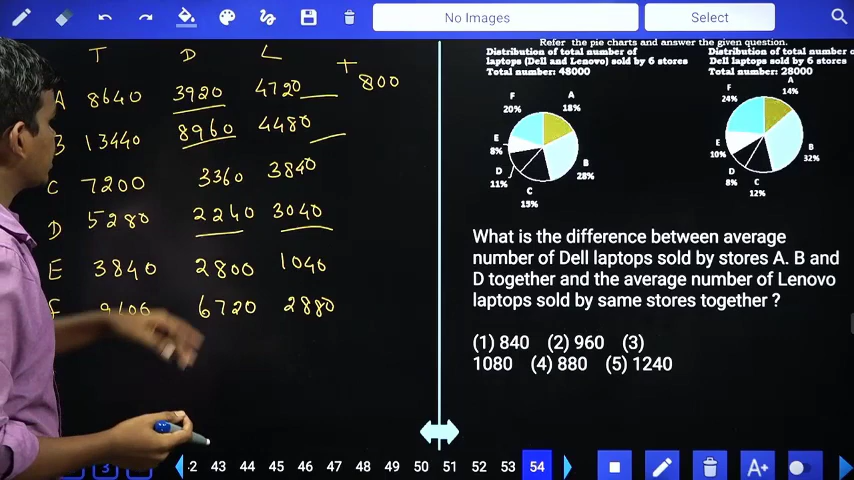 No Images
Select
T D L
A 8640 3920 4720
+ 800
B 13440 8960 4480
C 7200 3360 3840
D 5280 2240 3040
E 3840 2800 1040
F 6720 2880
Refer the pie charts and answer the given question.
Distribution of total number of
laptops (Dell and Lenovo) sold by 6 stores
Total number: 48000
F
20%
A
18%
E
8%
D
11%
C
15%
B
28%
Distribution of total number o
Dell laptops sold by 6 stores
Total number: 28000
A
14%
F
24%
E
10%
D
8%
C
12%
B
32%
What is the difference between average
number of Dell laptops sold by stores A. B and
D together and the average number of Lenovo
laptops sold by same stores together ?
(1) 840 (2) 960 (3)
1080 (4) 880 (5) 1240
3 -2 43 44 45 46 47 48 49 50 51 52 53 54 A+